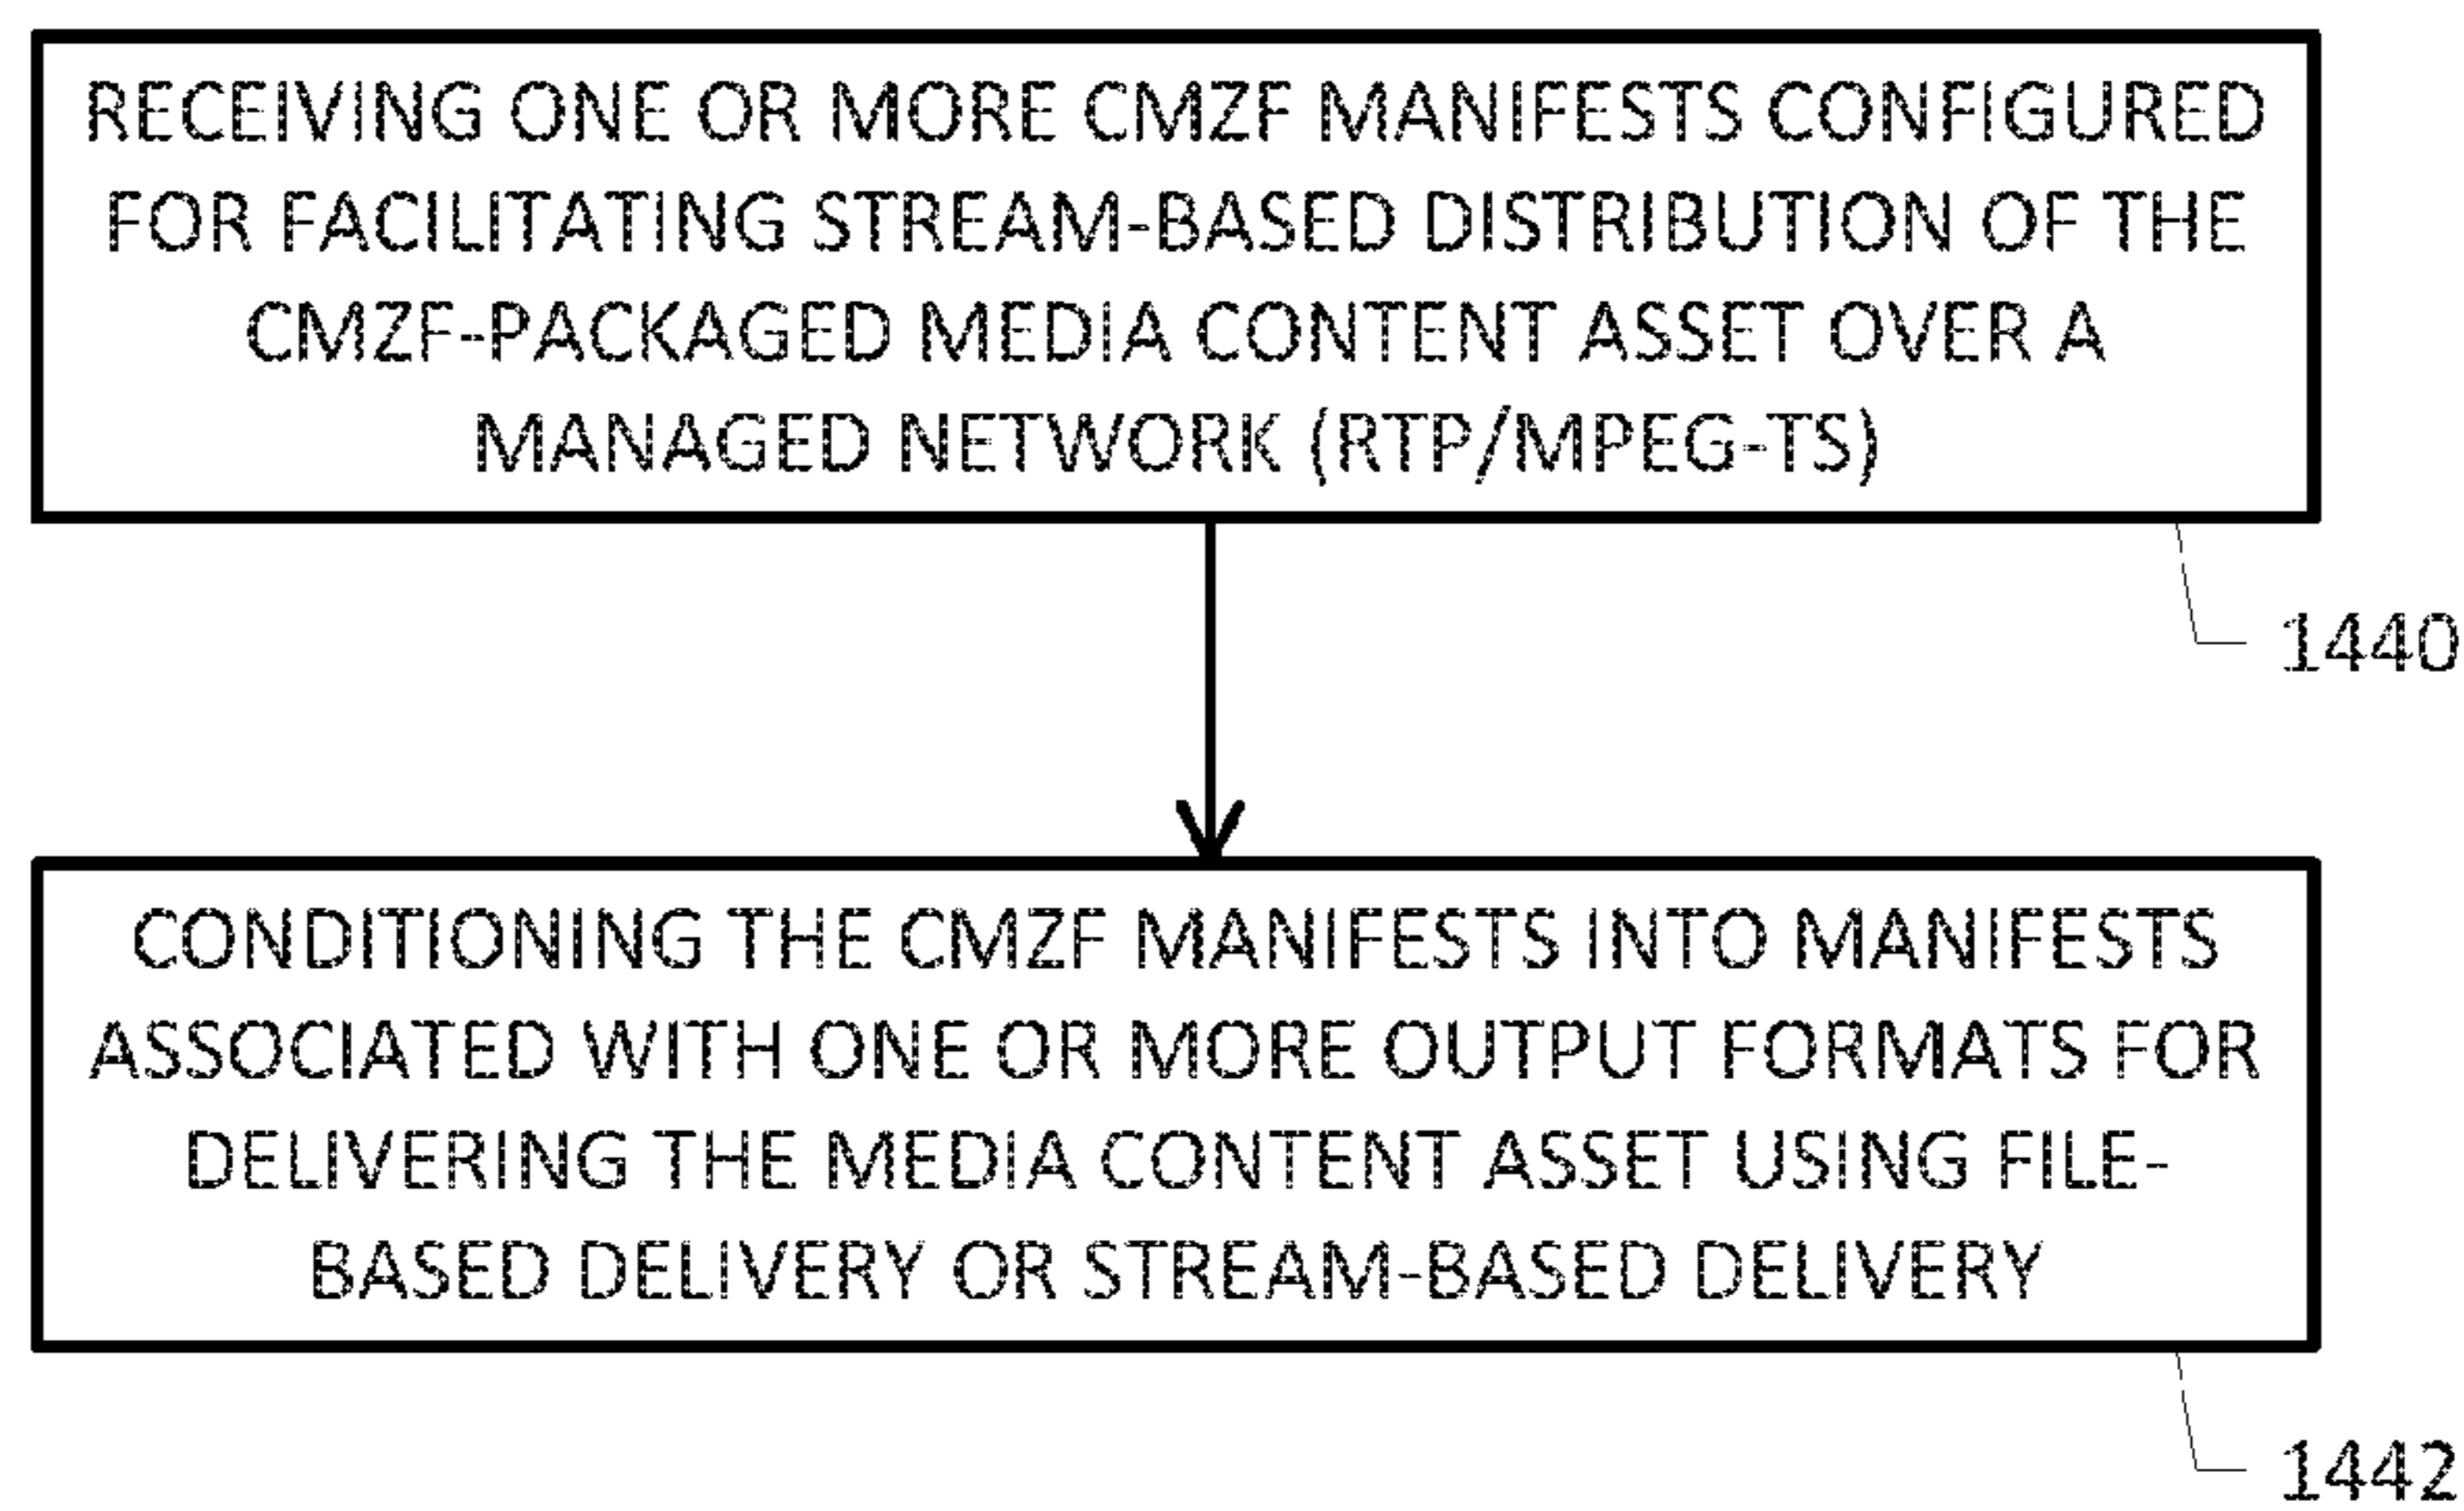 RECEIVING ONE OR MORE CMZF MANIFESTS CONFIGURED
FOR FACILITATING STREAM-BASED DISTRIBUTION OF THE
CMZF-PACKAGED MEDIA CONTENT ASSET OVER A
MANAGED NETWORK (RTP/MPEG-TS)
1440
CONDITIONING THE CMZF MANIFESTS INTO MANIFESTS
ASSOCIATED WITH ONE OR MORE OUTPUT FORMATS FOR
DELIVERING THE MEDIA CONTENT ASSET USING FILE-
BASED DELIVERY OR STREAM-BASED DELIVERY
1442